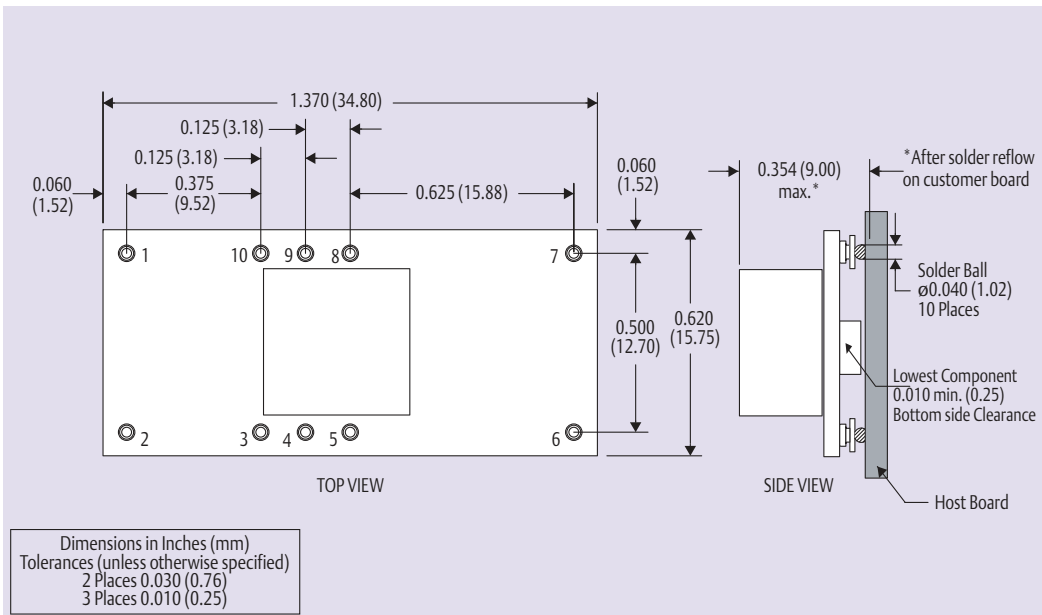 1.370 (34.80)
0.125 (3.18)
0.125 (3.18)
0.060
(1.52)
0.375
(9.52)
0.625 (15.88)
0.060
(1.52)
0.354 (9.00)
max.*
*After solder reflow
on customer board
1
10
9
8
7
Solder Ball
ø0.040 (1.02)
10 Places
0.500
(12.70)
0.620
(15.75)
Lowest Component
0.010 min. (0.25)
Bottom side Clearance
2
3
4
5
6
TOP VIEW
SIDE VIEW
Host Board
Dimensions in Inches (mm)
Tolerances (unless otherwise specified)
2 Places 0.030 (0.76)
3 Places 0.010 (0.25)